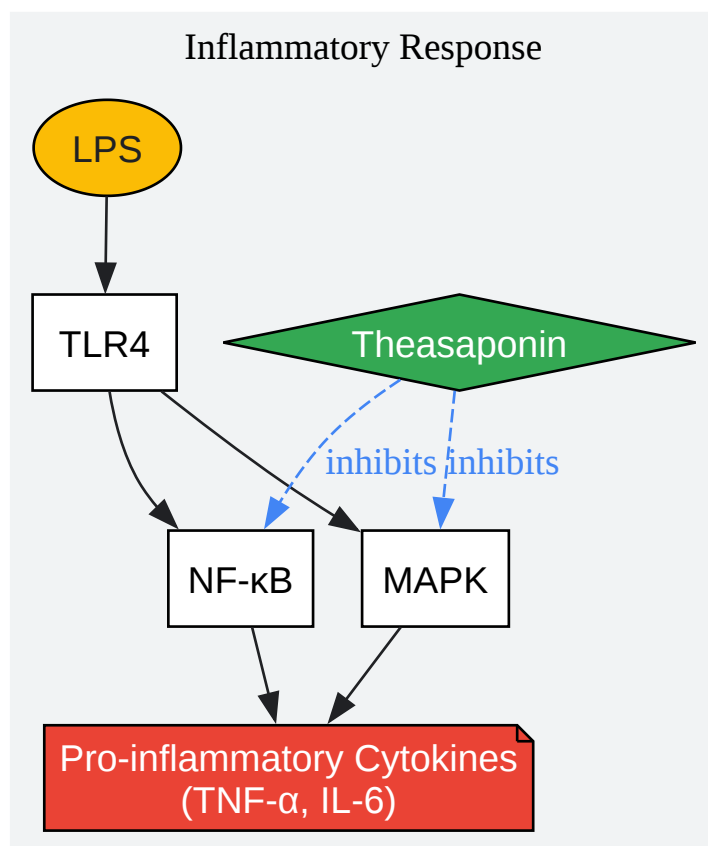 Inflammatory Response
LPS
TLR4
Theasaponin
inhibits
inhibits
NF-κB
MAPK
Pro-inflammatory Cytokines
(TNF-α, IL-6)